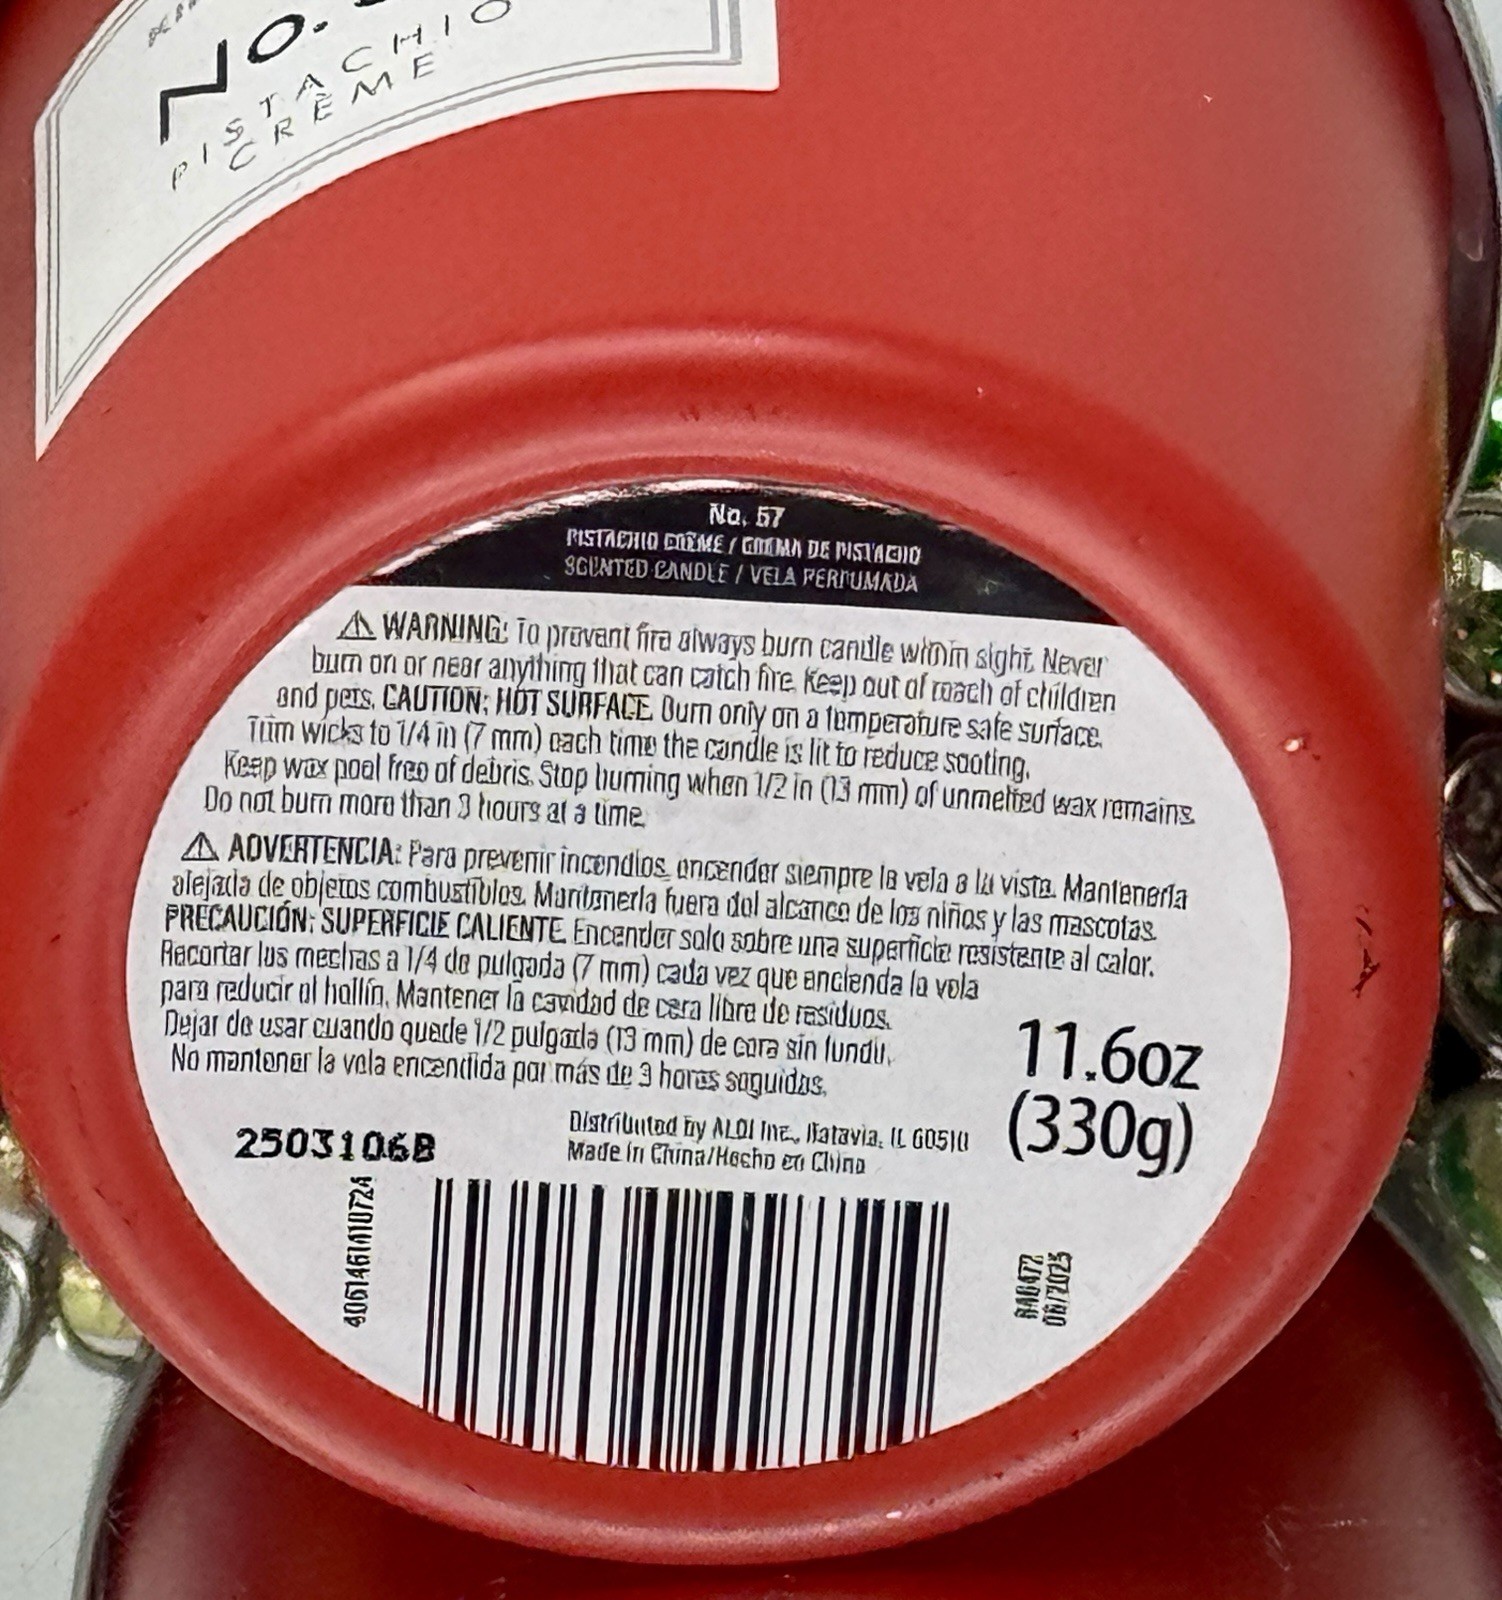 No.
PISTACHIO
CRÈME
No. 57
PISTACHIO CRÈME / CREMA DE PISTACHO
SCENTED CANDLE / VELA PERFUMADA
⚠ WARNING: To prevent fire always burn candle within sight. Never
burn on or near anything that can catch fire. Keep out of reach of children
and pets. CAUTION: HOT SURFACE. Burn only on a temperature safe surface.
Trim wicks to 1/4 in (7 mm) each time the candle is lit to reduce sooting.
Keep wax pool free of debris. Stop burning when 1/2 in (13 mm) of unmelted wax remains.
Do not burn more than 3 hours at a time.
⚠ ADVERTENCIA: Para prevenir incendios, encender siempre la vela a la vista. Mantenerla
alejada de objetos combustibles. Mantenerla fuera del alcance de los niños y las mascotas.
PRECAUCIÓN: SUPERFICIE CALIENTE. Encender solo sobre una superficie resistente al calor.
Recortar las mechas a 1/4 de pulgada (7 mm) cada vez que encienda la vela
para reducir el hollín. Mantener la cavidad de cera libre de residuos.
Dejar de usar cuando quede 1/2 pulgada (13 mm) de cera sin fundir.
No mantener la vela encendida por más de 3 horas seguidas.
11.6oz
(330g)
Distributed by ALDI Inc., Batavia, IL 60510
Made in China/Hecho en China
2503106B
06/2025